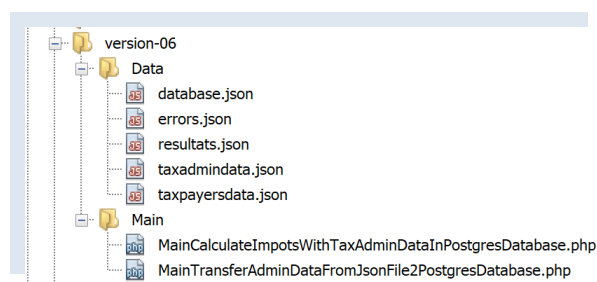 version-06
Data
database.json
errors.json
resultats.json
taxadmindata.json
taxpayersdata.json
Main
MainCalculateImpotsWithTaxAdminDataInPostgresDatabase.php
MainTransferAdminDataFromJsonFile2PostgresDatabase.php